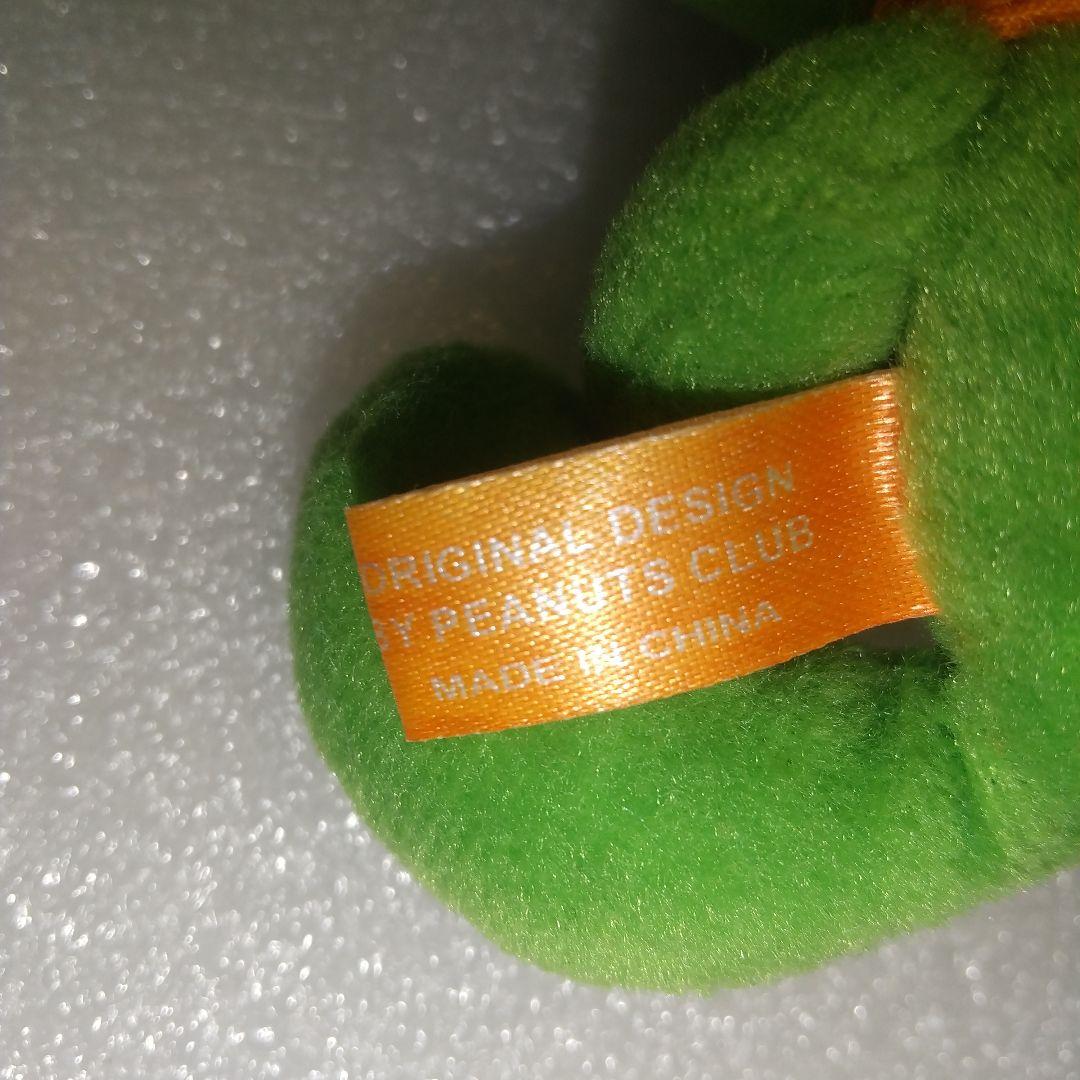 ORIGINAL DESIGN
BY PEANUTS CLUB
MADE IN CHINA